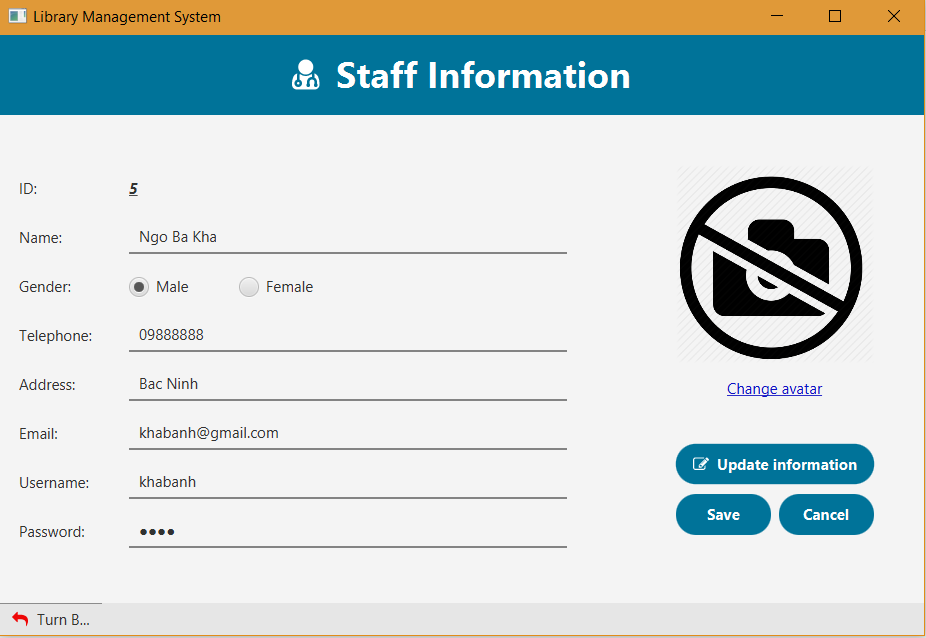 Library Management System
Staff Information
ID: 5
Name: Ngo Ba Kha
Gender: Male Female
Telephone: 09888888
Address: Bac Ninh
Change avatar
Email: khabanh@gmail.com
Update information
Username: khabanh
Save Cancel
Password: ●●●●
Turn B...